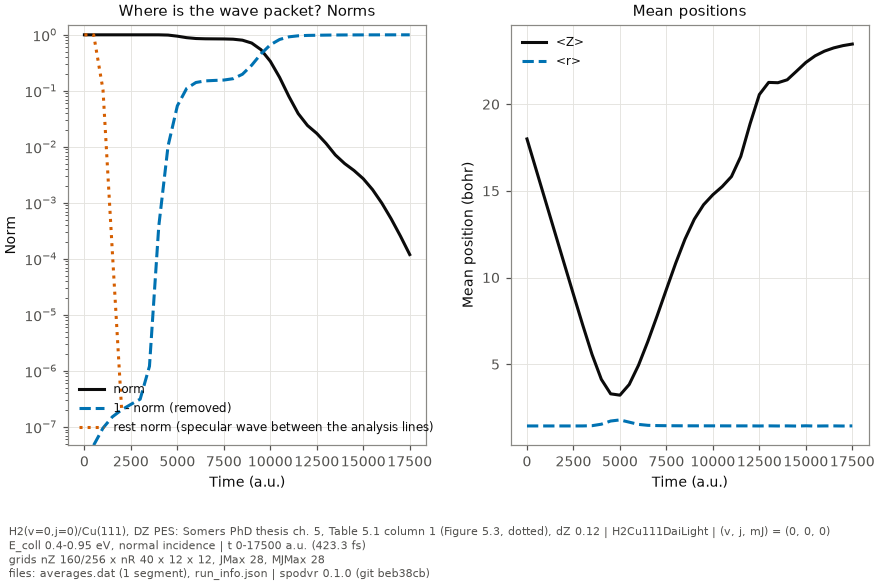 Where is the wave packet? Norms
Norm
10⁰
10⁻¹
10⁻²
10⁻³
10⁻⁴
10⁻⁵
10⁻⁶
10⁻⁷
norm
1 - norm (removed)
rest norm (specular wave between the analysis lines)
0 2500 5000 7500 10000 12500 15000 17500
Time (a.u.)
Mean positions
Mean position (bohr)
20
15
10
5
<Z>
<r>
0 2500 5000 7500 10000 12500 15000 17500
Time (a.u.)
H2(v=0,j=0)/Cu(111), DZ PES: Somers PhD thesis ch. 5, Table 5.1 column 1 (Figure 5.3, dotted), dZ 0.12 | H2Cu111DaiLight | (v, j, mJ) = (0, 0, 0)
E_coll 0.4-0.95 eV, normal incidence | t 0-17500 a.u. (423.3 fs)
grids nZ 160/256 x nR 40 x 12 x 12, JMax 28, MJMax 28
files: averages.dat (1 segment), run_info.json | spodvr 0.1.0 (git beb38cb)